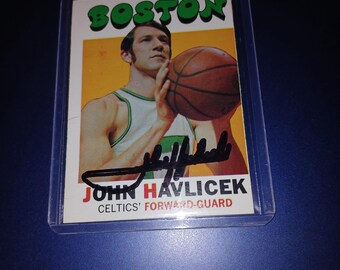 BOSTON
JOHN HAVLICEK
CELTICS' FORWARD-GUARD